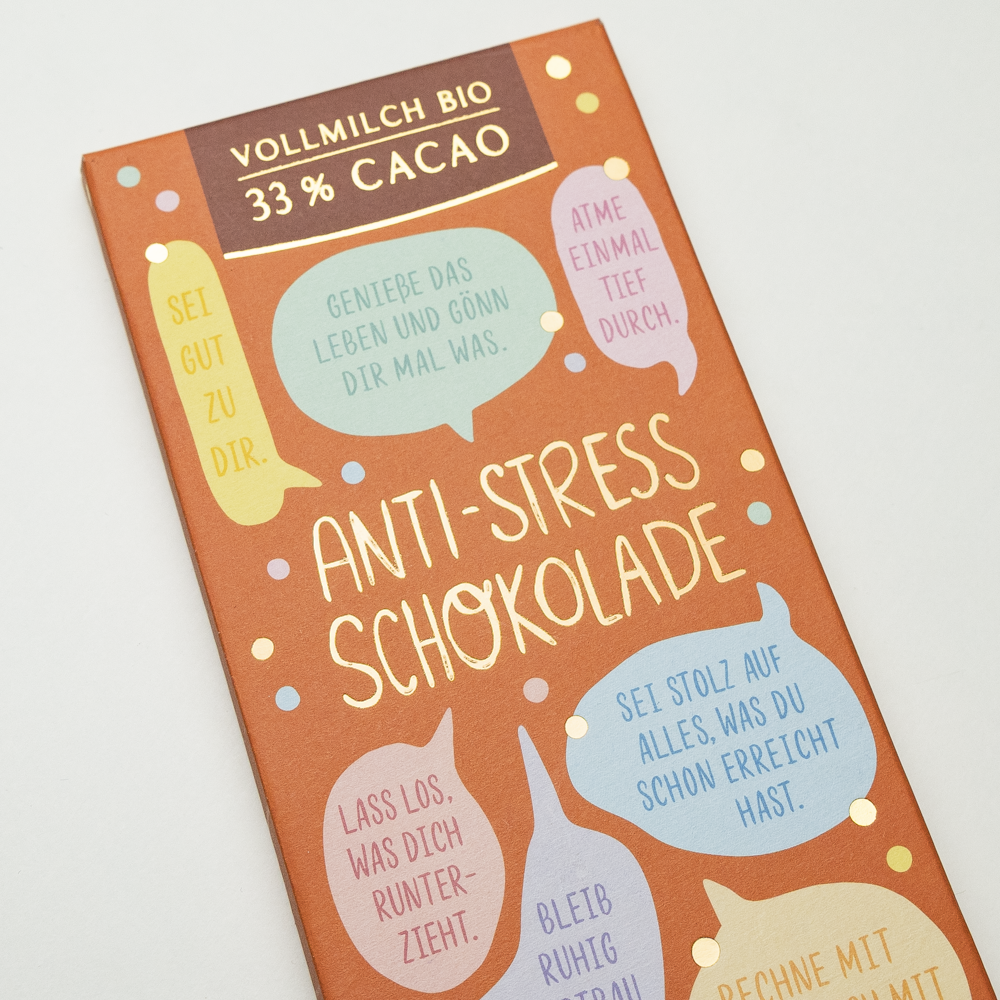 VOLLMILCH BIO
33 % CACAO
SEI
GUT
ZU
DIR.
GENIEßE DAS
LEBEN UND GÖNN
DIR MAL WAS.
ATME
EINMAL
TIEF
DURCH.
ANTI-STRESS
SCHOKOLADE
SEI STOLZ AUF
ALLES, WAS DU
SCHON ERREICHT
HAST.
LASS LOS,
WAS DICH
RUNTER-
ZIEHT.
BLEIB
RUHIG
RECHNE MIT
MIT